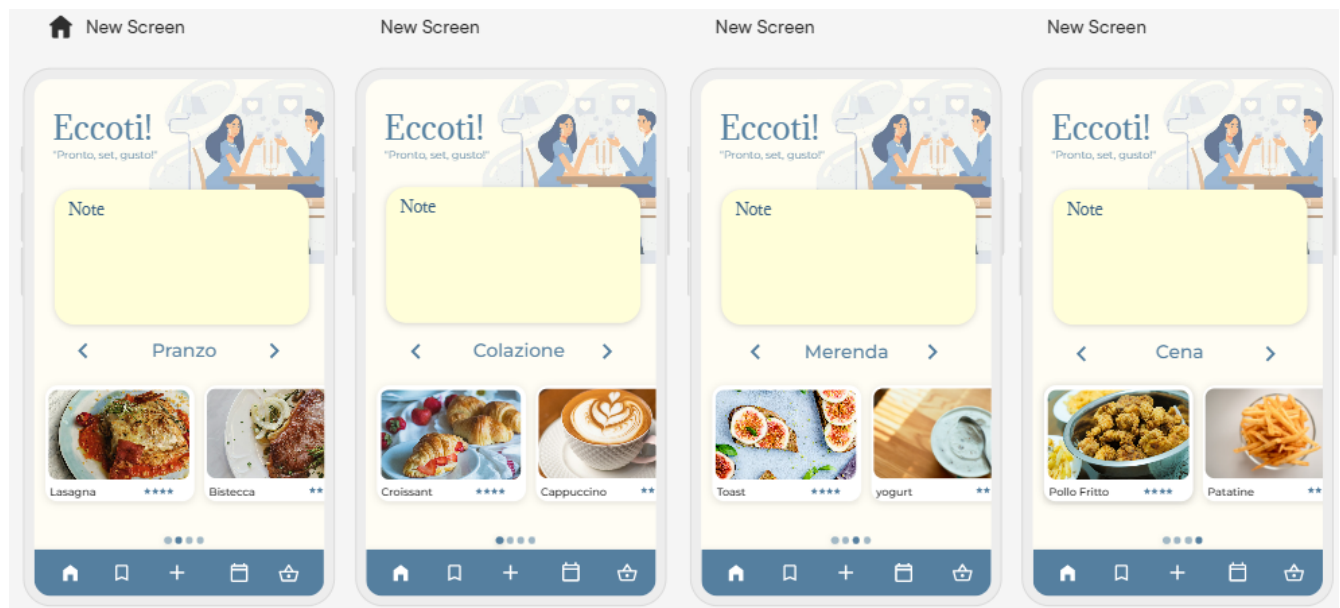 New Screen
Eccoti!
"Pronto, set, gusto!"
Note
Pranzo
Lasagna ****
Bistecca **
New Screen
Eccoti!
"Pronto, set, gusto!"
Note
Colazione
Croissant ****
Cappuccino **
New Screen
Eccoti!
"Pronto, set, gusto!"
Note
Merenda
Toast ****
yogurt **
New Screen
Eccoti!
"Pronto, set, gusto!"
Note
Cena
Pollo Fritto ****
Patatine **